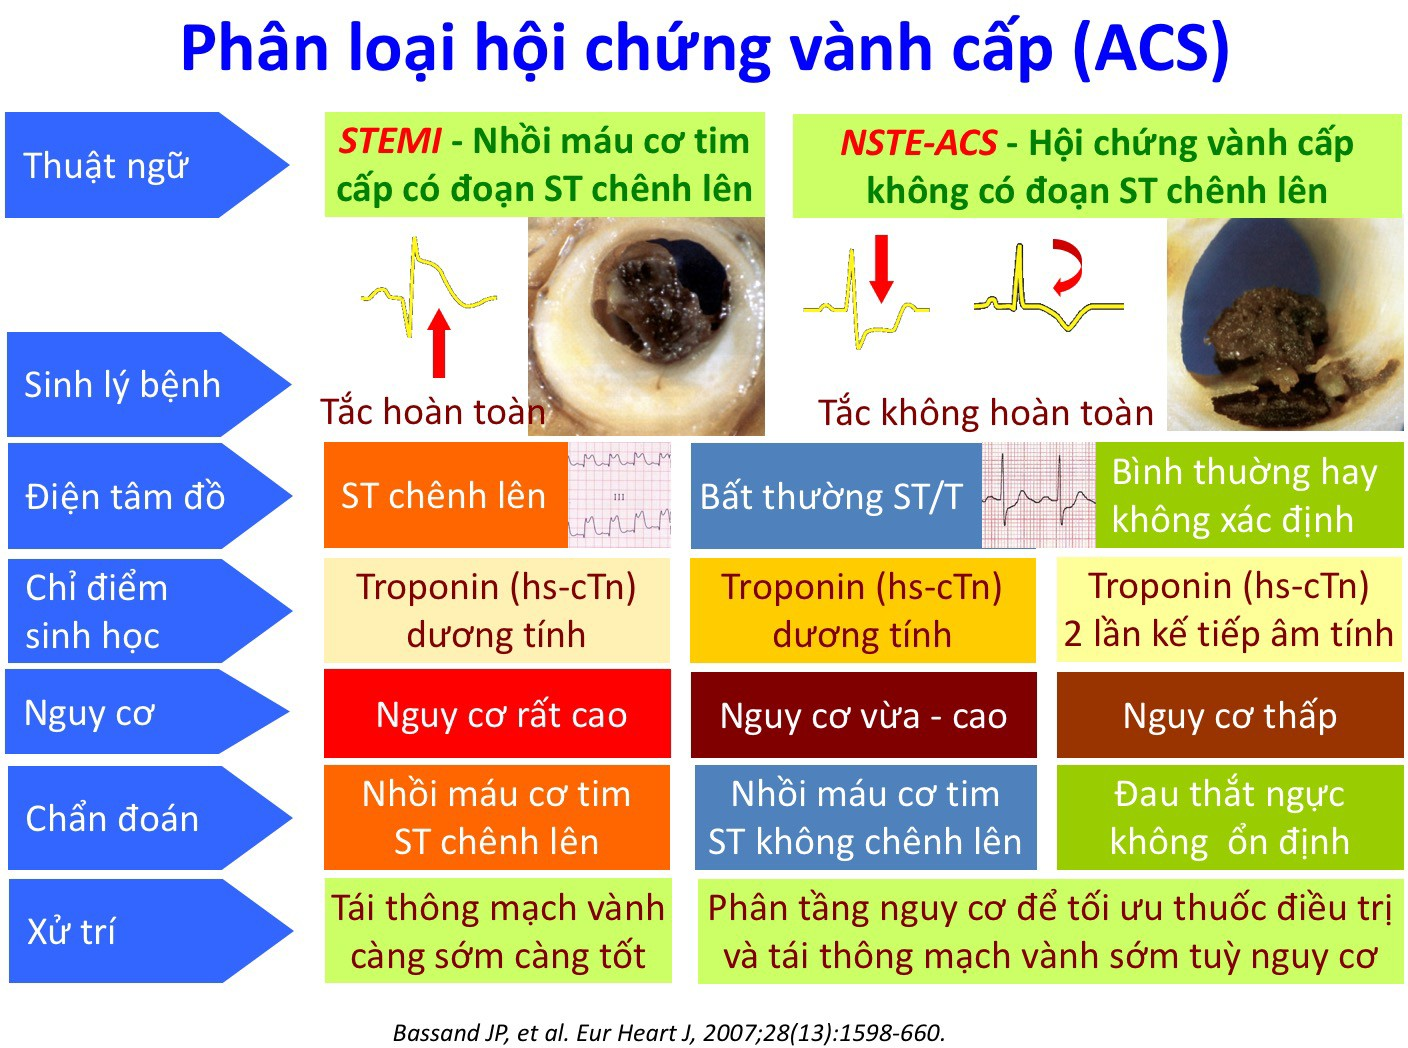 Phân loại hội chứng vành cấp (ACS)
Thuật ngữ
STEMI - Nhồi máu cơ tim
cấp có đoạn ST chênh lên
NSTE-ACS - Hội chứng vành cấp
không có đoạn ST chênh lên
Sinh lý bệnh
Tắc hoàn toàn
Tắc không hoàn toàn
Điện tâm đồ
ST chênh lên
III
Bất thường ST/T
Bình thuờng hay
không xác định
Chỉ điểm
sinh học
Troponin (hs-cTn)
dương tính
Troponin (hs-cTn)
dương tính
Troponin (hs-cTn)
2 lần kế tiếp âm tính
Nguy cơ
Nguy cơ rất cao
Nguy cơ vừa - cao
Nguy cơ thấp
Chẩn đoán
Nhồi máu cơ tim
ST chênh lên
Nhồi máu cơ tim
ST không chênh lên
Đau thắt ngực
không ổn định
Xử trí
Tái thông mạch vành
càng sớm càng tốt
Phân tầng nguy cơ để tối ưu thuốc điều trị
và tái thông mạch vành sớm tuỳ nguy cơ
Bassand JP, et al. Eur Heart J, 2007;28(13):1598-660.